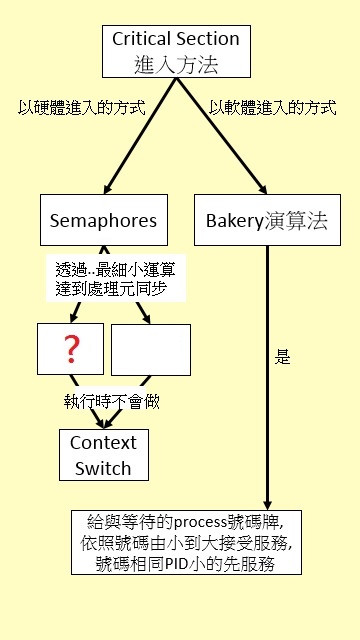 Critical Section
進入方法
以硬體進入的方式
以軟體進入的方式
Semaphores
Bakery演算法
透過..最細小運算
達到處理元同步
?
是
執行時不會做
Context
Switch
給與等待的process號碼牌,
依照號碼由小到大接受服務,
號碼相同PID小的先服務